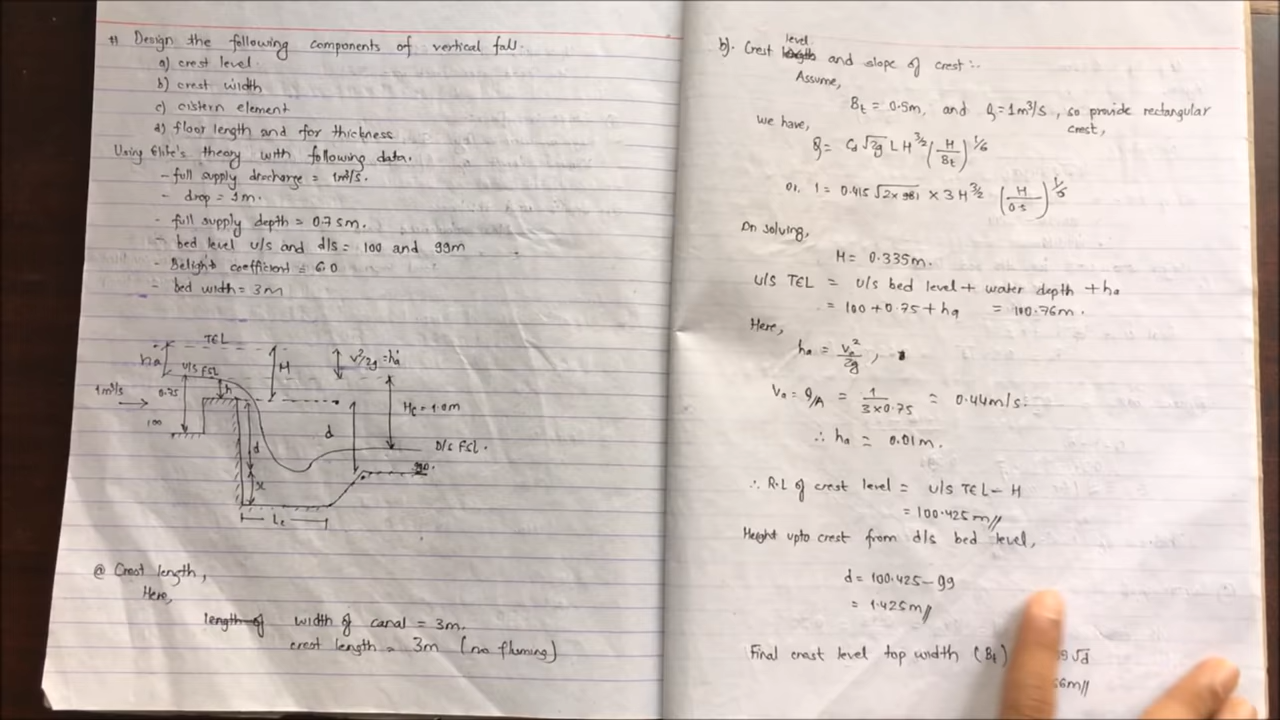 # Design the following components of vertical fall.
a) crest level.
b) crest width
c) cistern element
d) floor length and for thickness
Using Elite's theory with following data.
- full supply discharge = 1m³/s.
- drop = 1m.
- full supply depth = 0.75m.
- bed level u/s and d/s = 100 and 99m
- Beligh's coefficient = 6.0
- bed width = 3m
TEL
ha
U/S FSL
h
H
v²/2g = ha
1m³/s
0.75
100
d
d
Hc = 1.0m
D/S FSL.
x
Lc
@ Crest length,
Here,
length of width of canal = 3m.
crest length = 3m (no fluming)
b). Crest length level and slope of crest :-
Assume,
Bt = 0.5m, and Q = 1m³/s, so provide rectangular
crest,
we have,
Q = Cd √2g L H^3/2 (H/Bt)^1/6
or, 1 = 0.415 √2x981 × 3 H^3/2 (H/0.5)^1/6
On solving,
H = 0.335m.
U/S TEL = u/s bed level + water depth + ha
= 100 + 0.75 + ha = 100.76m.
Here,
ha = Va²/2g,
Va = Q/A = 1/3×0.75 = 0.44m/s.
∴ ha = 0.01m.
∴ R.L of crest level = U/S TEL - H
= 100.425m//
Height upto crest from d/s bed level,
d = 100.425 - 99
= 1.425m//
Final crest level top width (Bt)
√d
6m//